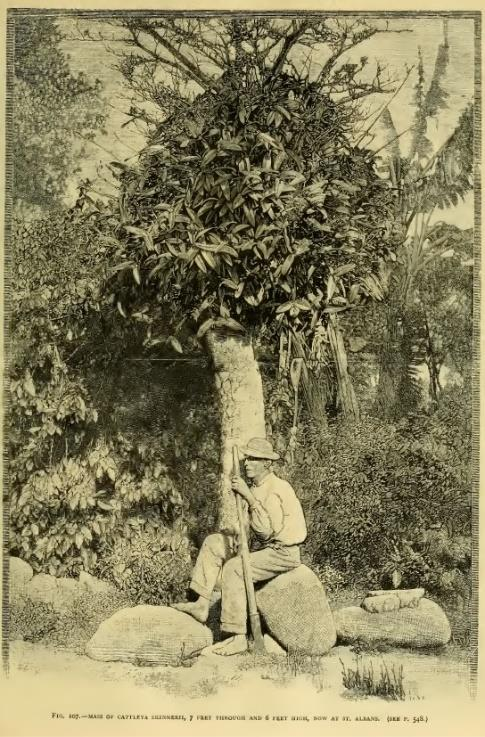 FIG. 107.—MASS OF CATTLEYA SKINNERII, 7 FEET THROUGH AND 6 FEET HIGH, NOW AT ST. ALBANS. (SEE P. 548.)